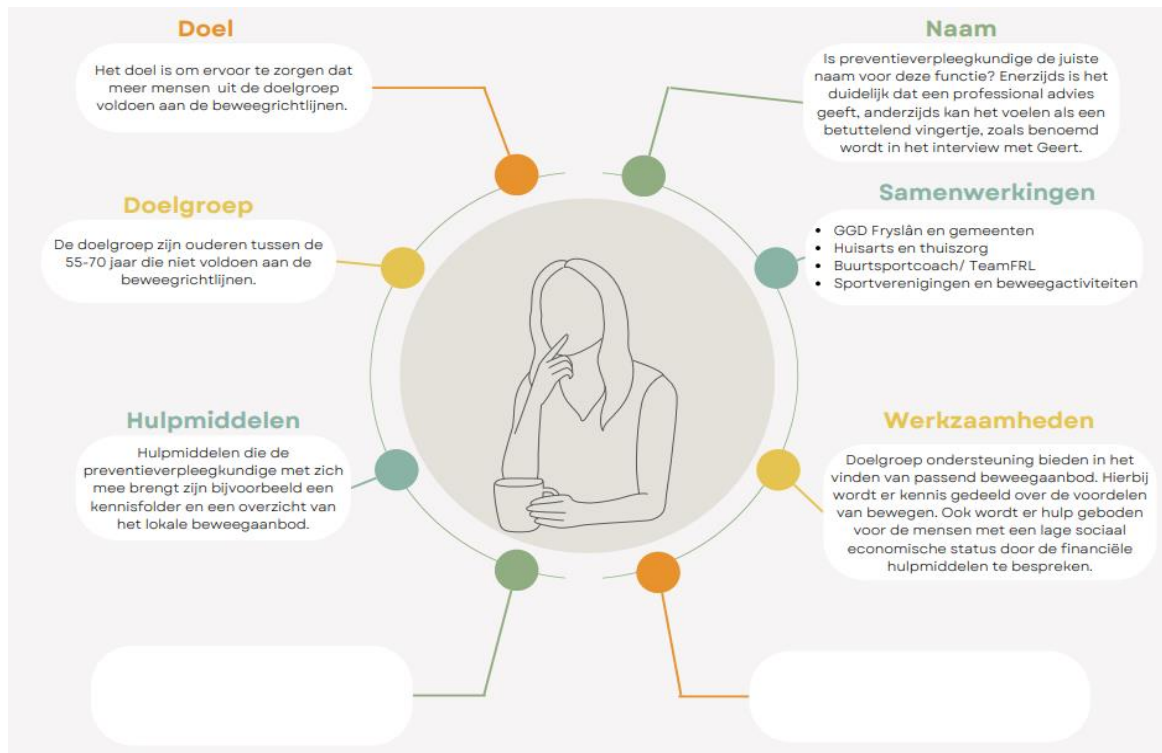 Doel
Het doel is om ervoor te zorgen dat
meer mensen uit de doelgroep
voldoen aan de beweegrichtlijnen.
Naam
Is preventieverpleegkundige de juiste
naam voor deze functie? Enerzijds is het
duidelijk dat een professional advies
geeft, anderzijds kan het voelen als een
betuttelend vingertje, zoals benoemd
wordt in het interview met Geert.
Doelgroep
De doelgroep zijn ouderen tussen de
55-70 jaar die niet voldoen aan de
beweegrichtlijnen.
Samenwerkingen
• GGD Fryslân en gemeenten
• Huisarts en thuiszorg
• Buurtsportcoach/ TeamFRL
• Sportverenigingen en beweegactiviteiten
Hulpmiddelen
Hulpmiddelen die de
preventieverpleegkundige met zich
mee brengt zijn bijvoorbeeld een
kennisfolder en een overzicht van
het lokale beweegaanbod.
Werkzaamheden
Doelgroep ondersteuning bieden in het
vinden van passend beweegaanbod. Hierbij
wordt er kennis gedeeld over de voordelen
van bewegen. Ook wordt er hulp geboden
voor de mensen met een lage sociaal
economische status door de financiële
hulpmiddelen te bespreken.